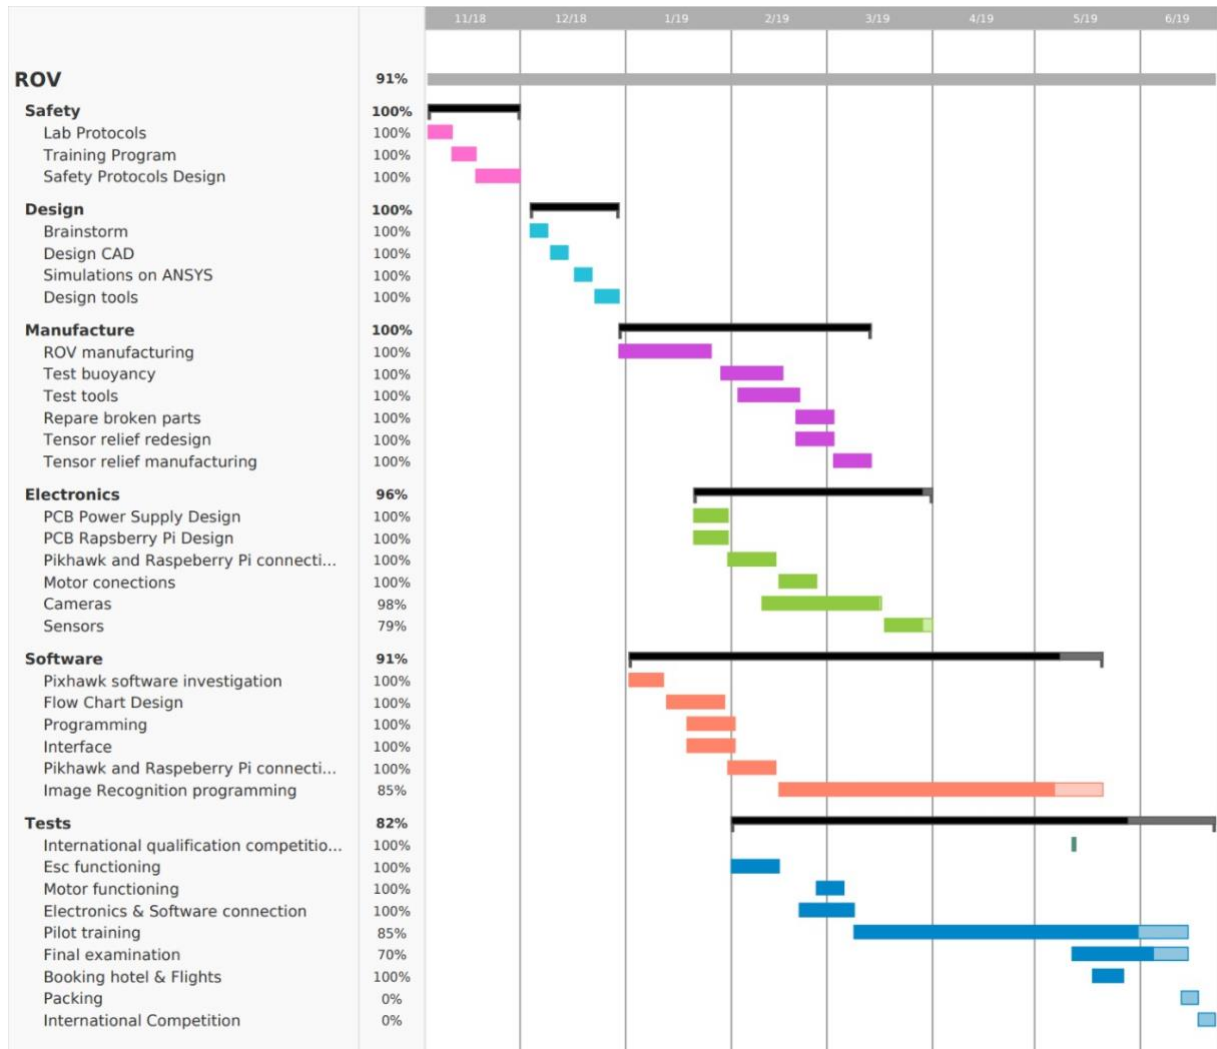 11/18 12/18 1/19 2/19 3/19 4/19 5/19 6/19
ROV 91%
Safety 100%
Lab Protocols 100%
Training Program 100%
Safety Protocols Design 100%
Design 100%
Brainstorm 100%
Design CAD 100%
Simulations on ANSYS 100%
Design tools 100%
Manufacture 100%
ROV manufacturing 100%
Test buoyancy 100%
Test tools 100%
Repare broken parts 100%
Tensor relief redesign 100%
Tensor relief manufacturing 100%
Electronics 96%
PCB Power Supply Design 100%
PCB Rapsberry Pi Design 100%
Pikhawk and Raspeberry Pi connecti... 100%
Motor conections 100%
Cameras 98%
Sensors 79%
Software 91%
Pixhawk software investigation 100%
Flow Chart Design 100%
Programming 100%
Interface 100%
Pikhawk and Raspeberry Pi connecti... 100%
Image Recognition programming 85%
Tests 82%
International qualification competitio... 100%
Esc functioning 100%
Motor functioning 100%
Electronics & Software connection 100%
Pilot training 85%
Final examination 70%
Booking hotel & Flights 100%
Packing 0%
International Competition 0%